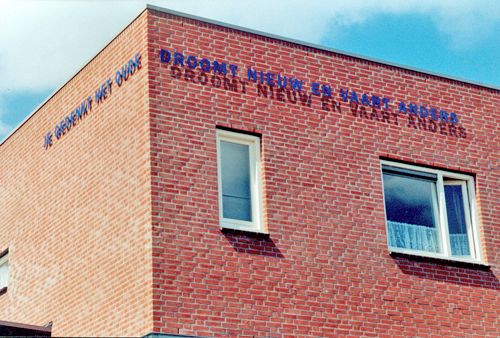 JE GEDENKT HET OUDE
DROOMT NIEUW EN VAART ANDERS